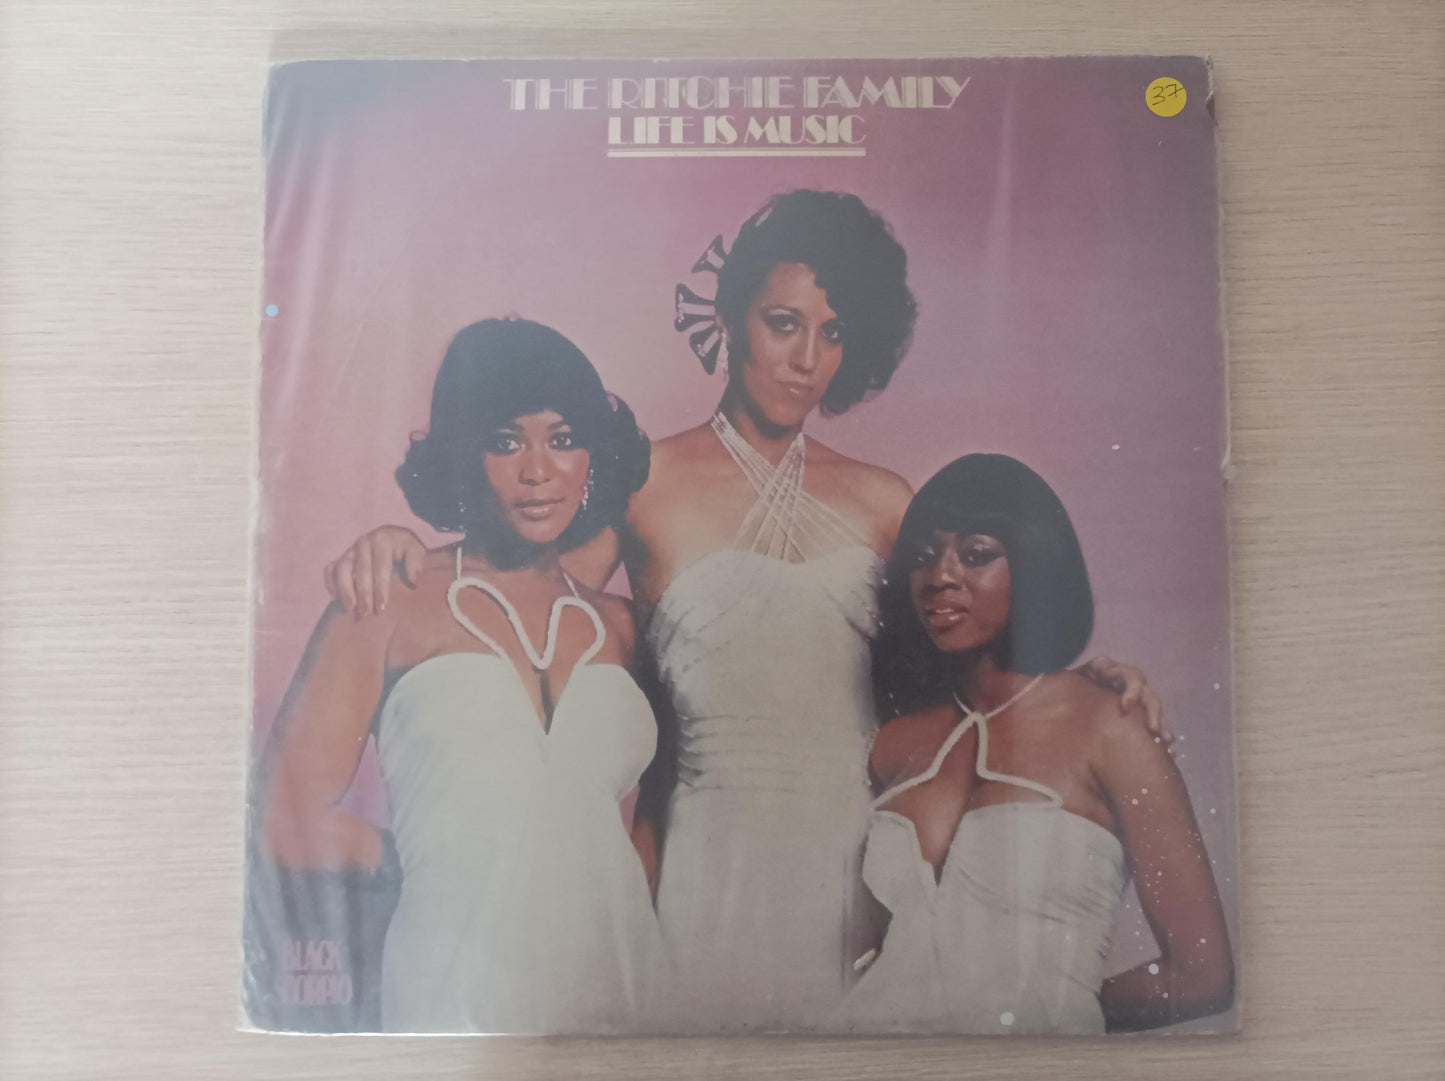 THE RITCHIE FAMILY
LIFE IS MUSIC
37
BLACK
SCORPIO